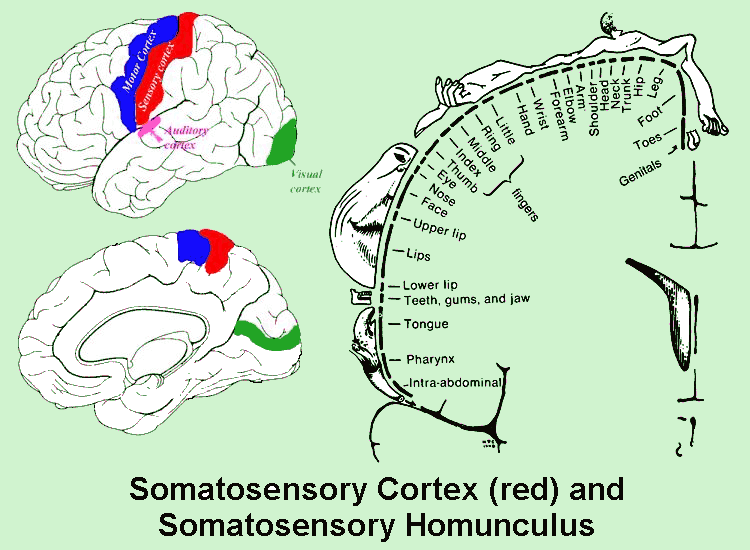 Motor Cortex
Sensory cortex
Auditory
cortex
Visual
cortex
Little
Ring
Middle
Index
Thumb
fingers
Eye
Nose
Face
Upper lip
Lips
Lower lip
Teeth, gums, and jaw
Tongue
Pharynx
Intra-abdominal
Hand
Wrist
Forearm
Elbow
Arm
Shoulder
Head
Neck
Trunk
Hip
Leg
Foot
Toes
Genitals
Somatosensory Cortex (red) and
Somatosensory Homunculus